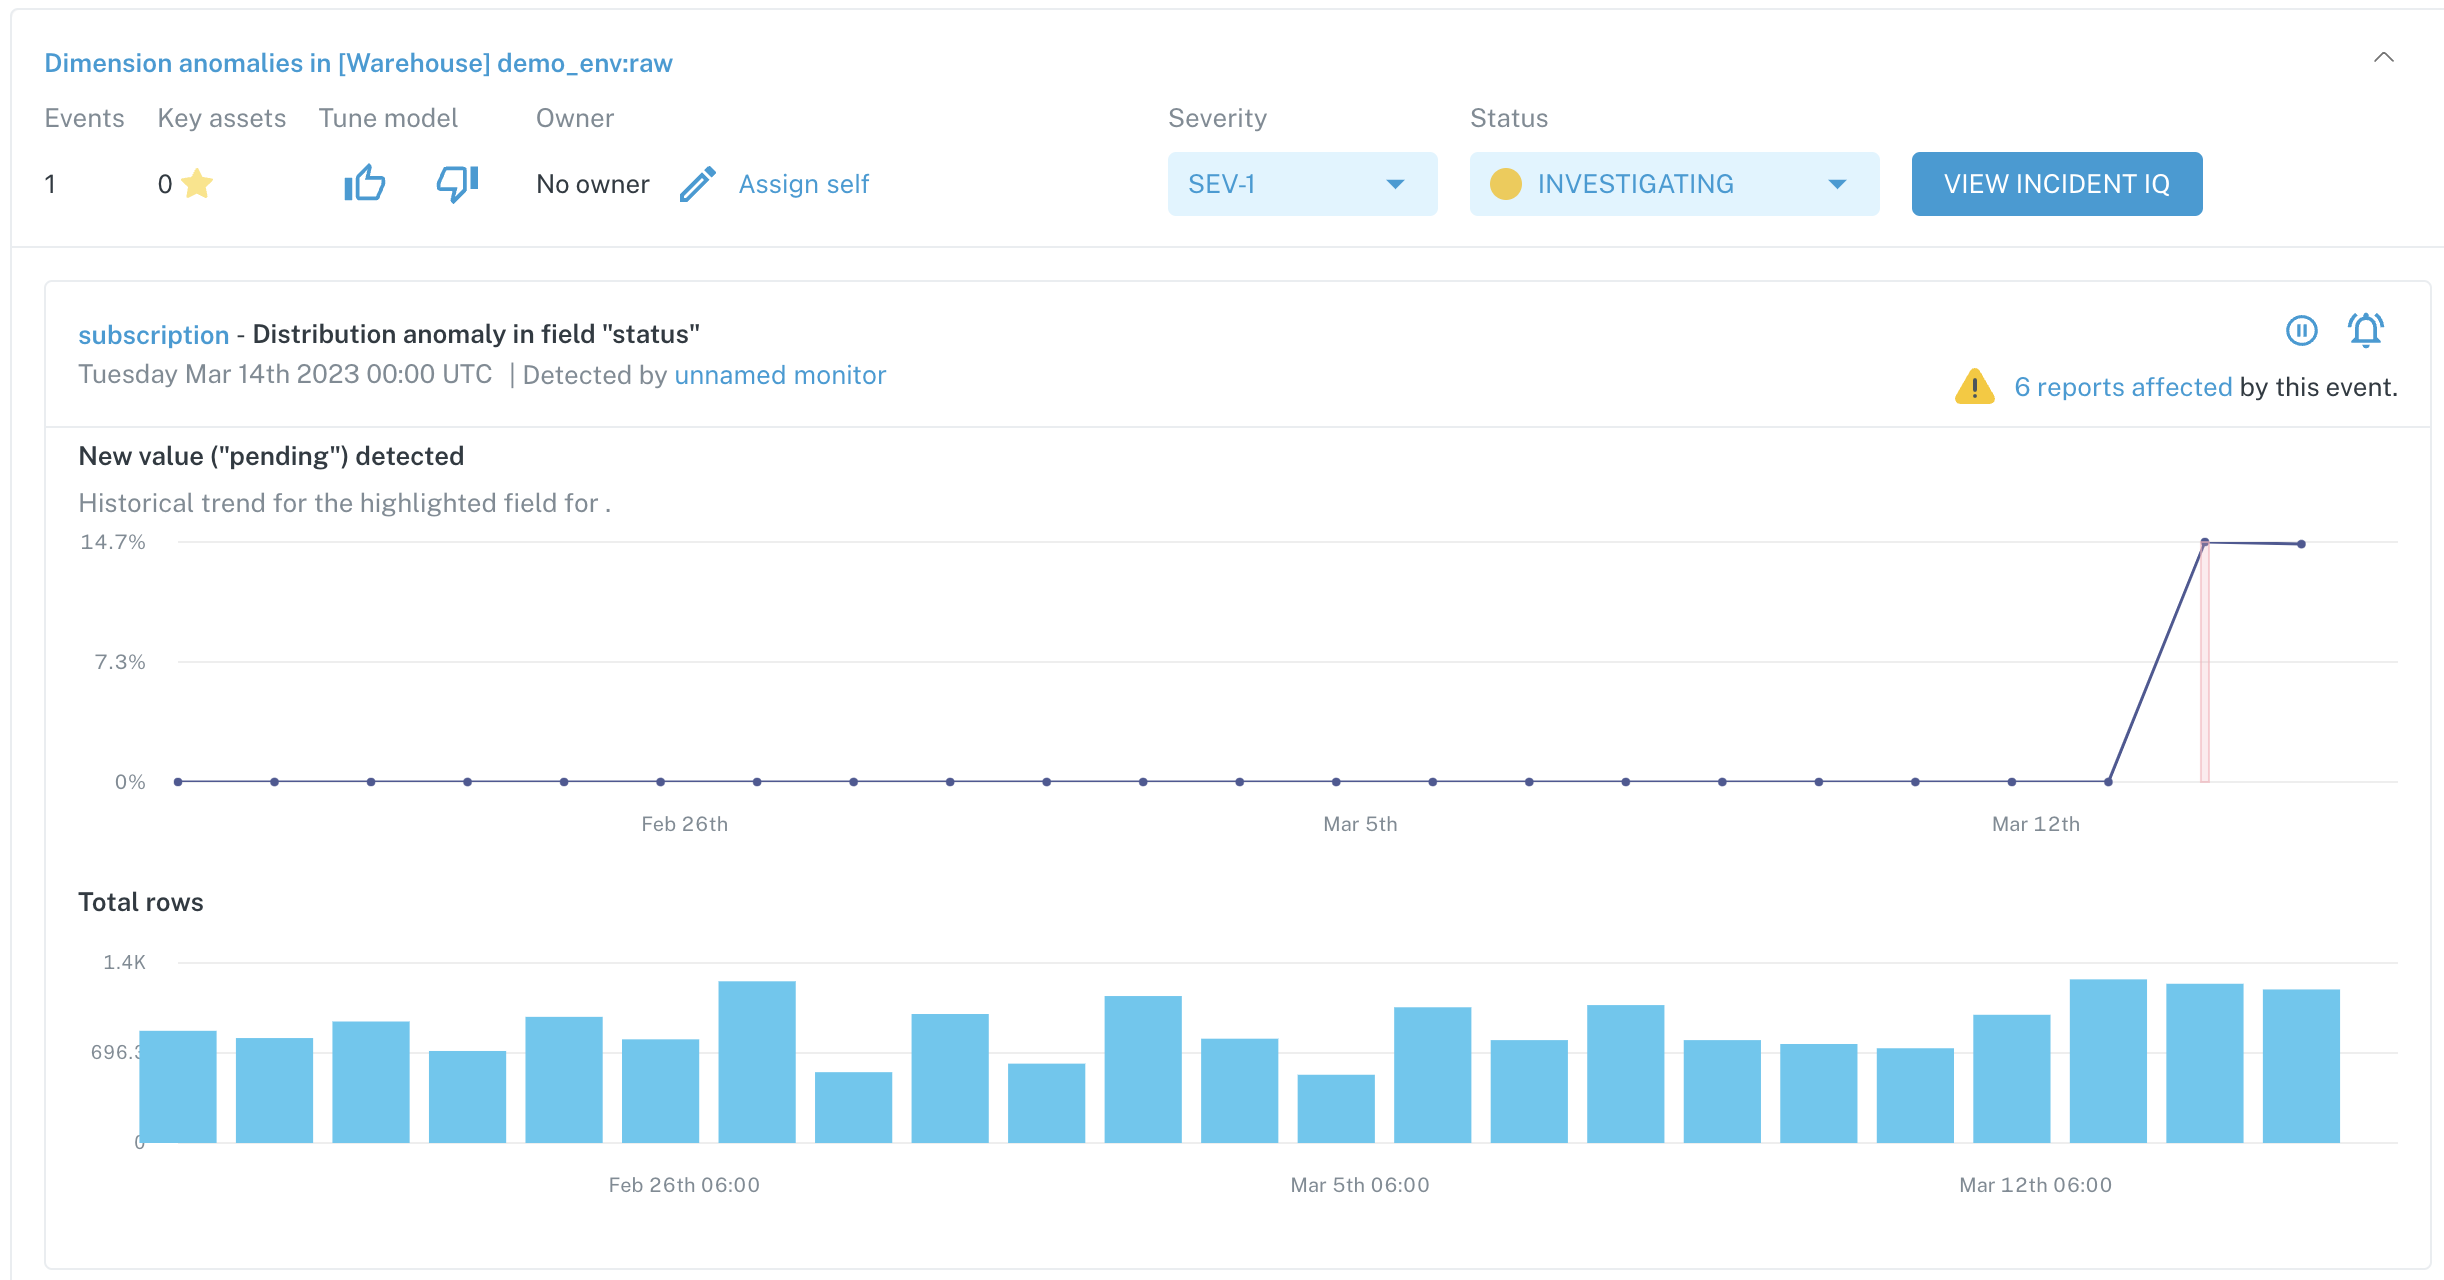 Dimension anomalies in [Warehouse] demo_env:raw
Events Key assets Tune model Owner Severity Status
1 0 No owner Assign self SEV-1 INVESTIGATING VIEW INCIDENT IQ
subscription - Distribution anomaly in field "status"
Tuesday Mar 14th 2023 00:00 UTC | Detected by unnamed monitor
6 reports affected by this event.
New value ("pending") detected
Historical trend for the highlighted field for .
14.7%
7.3%
0%
Feb 26th Mar 5th Mar 12th
Total rows
1.4K
696.3
0
Feb 26th 06:00 Mar 5th 06:00 Mar 12th 06:00